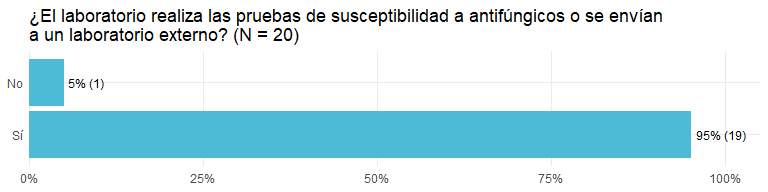 ¿El laboratorio realiza las pruebas de susceptibilidad a antifúngicos o se envían
a un laboratorio externo? (N = 20)
No
5% (1)
Sí
95% (19)
0%
25%
50%
75%
100%